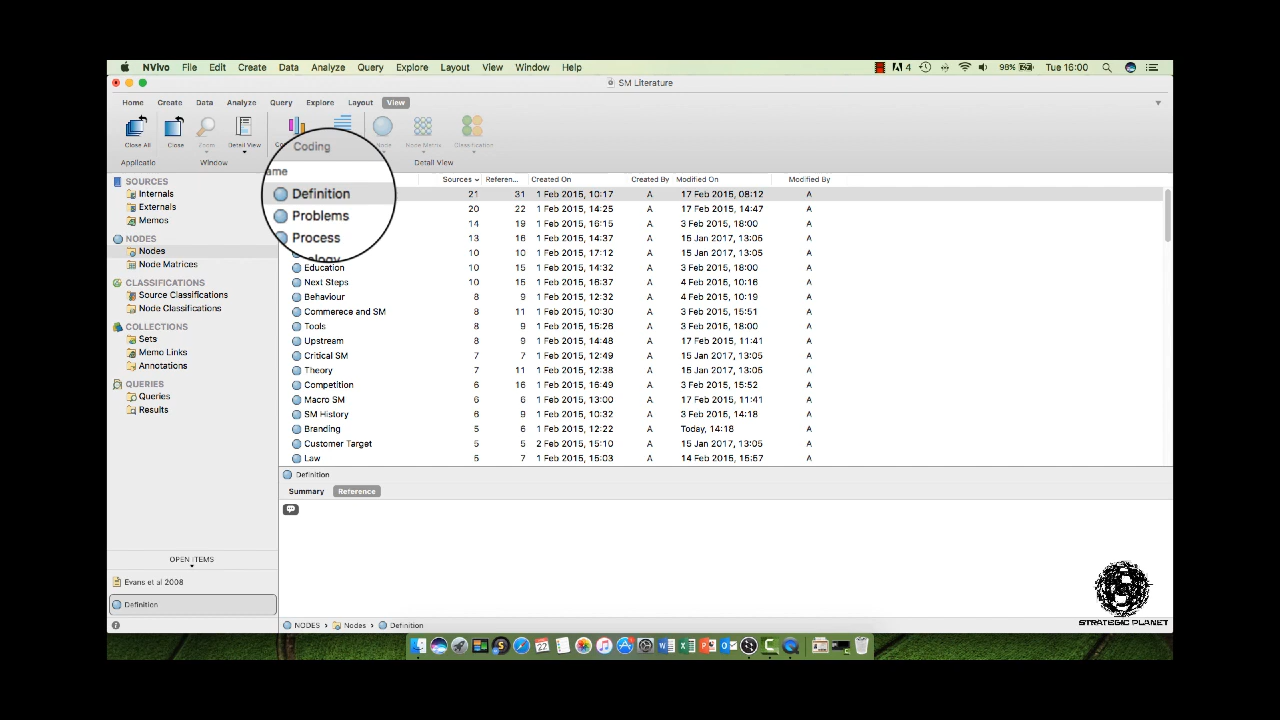 NVivo File Edit Create Data Analyze Query Explore Layout View Window Help 4 98% Tue 16:00
SM Literature
Home Create Data Analyze Query Explore Layout View
Close All Close Zoom Detail View Node Matrix Classification
Applicatio Window Detail View
Coding
ame
SOURCES
Internals
Externals
Memos
NODES
Nodes
Node Matrices
CLASSIFICATIONS
Source Classifications
Node Classifications
COLLECTIONS
Sets
Memo Links
Annotations
QUERIES
Queries
Results
OPEN ITEMS
Evans et al 2008
Definition
Sources Referen... Created On Created By Modified On Modified By
Definition 21 31 1 Feb 2015, 10:17 A 17 Feb 2015, 08:12 A
Problems 20 22 1 Feb 2015, 14:25 A 17 Feb 2015, 14:47 A
Process 14 19 1 Feb 2015, 16:15 A 3 Feb 2015, 18:00 A
13 16 1 Feb 2015, 14:37 A 15 Jan 2017, 13:05 A
10 10 1 Feb 2015, 17:12 A 15 Jan 2017, 13:05 A
Education 10 15 1 Feb 2015, 14:32 A 3 Feb 2015, 18:00 A
Next Steps 10 15 1 Feb 2015, 16:37 A 4 Feb 2015, 10:16 A
Behaviour 8 9 1 Feb 2015, 12:32 A 4 Feb 2015, 10:19 A
Commerece and SM 8 11 1 Feb 2015, 10:30 A 3 Feb 2015, 15:51 A
Tools 8 9 1 Feb 2015, 15:26 A 3 Feb 2015, 18:00 A
Upstream 8 9 1 Feb 2015, 14:48 A 17 Feb 2015, 11:41 A
Critical SM 7 7 1 Feb 2015, 12:49 A 15 Jan 2017, 13:05 A
Theory 7 11 1 Feb 2015, 12:38 A 15 Jan 2017, 13:05 A
Competition 6 16 1 Feb 2015, 16:49 A 3 Feb 2015, 15:52 A
Macro SM 6 6 1 Feb 2015, 13:00 A 17 Feb 2015, 11:41 A
SM History 6 9 1 Feb 2015, 10:32 A 3 Feb 2015, 14:18 A
Branding 5 6 1 Feb 2015, 12:22 A Today, 14:18 A
Customer Target 5 5 2 Feb 2015, 15:10 A 15 Jan 2017, 13:05 A
Law 5 7 1 Feb 2015, 15:03 A 14 Feb 2015, 15:57 A
Definition
Summary Reference
NODES › Nodes › Definition
STRATEGIC PLANET